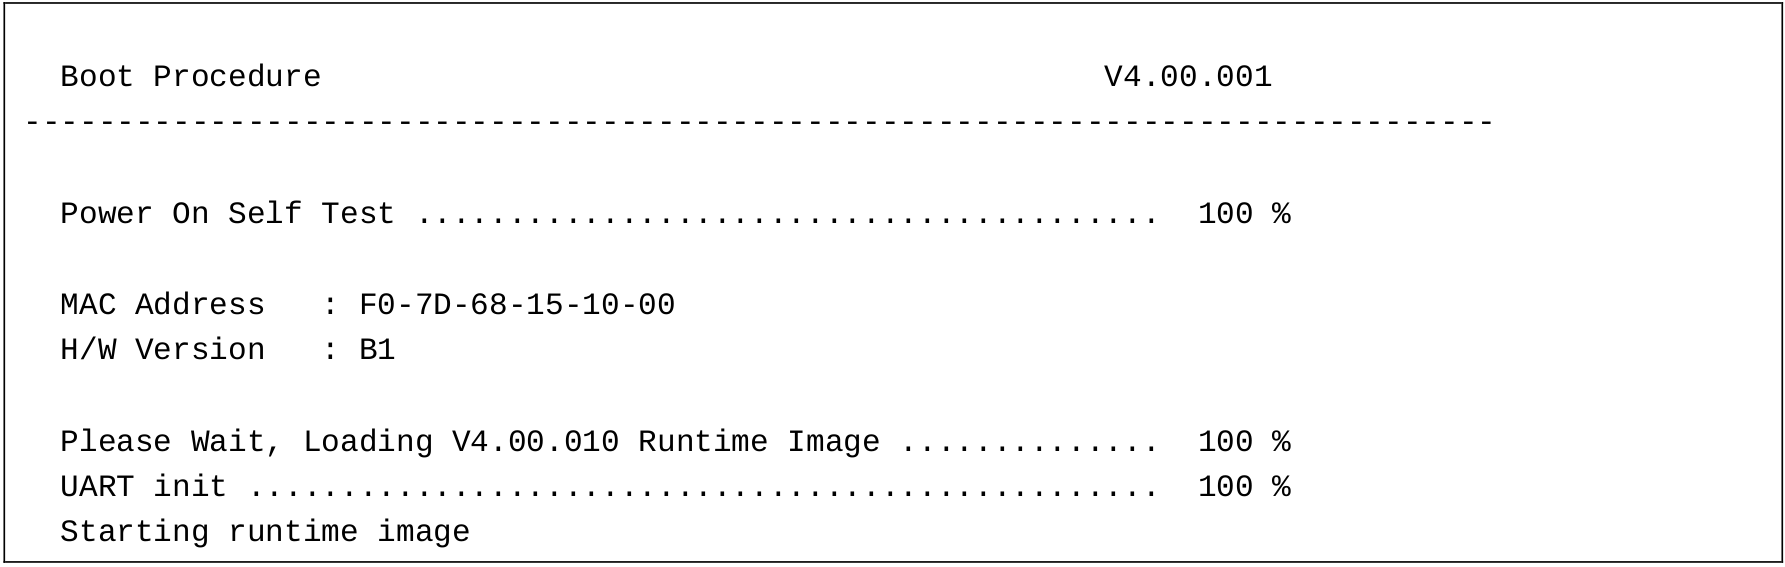 Boot Procedure                                          V4.00.001
-------------------------------------------------------------------------------
Power On Self Test ........................................  100 %
MAC Address   : F0-7D-68-15-10-00
H/W Version   : B1
Please Wait, Loading V4.00.010 Runtime Image ..............  100 %
UART init .................................................  100 %
Starting runtime image